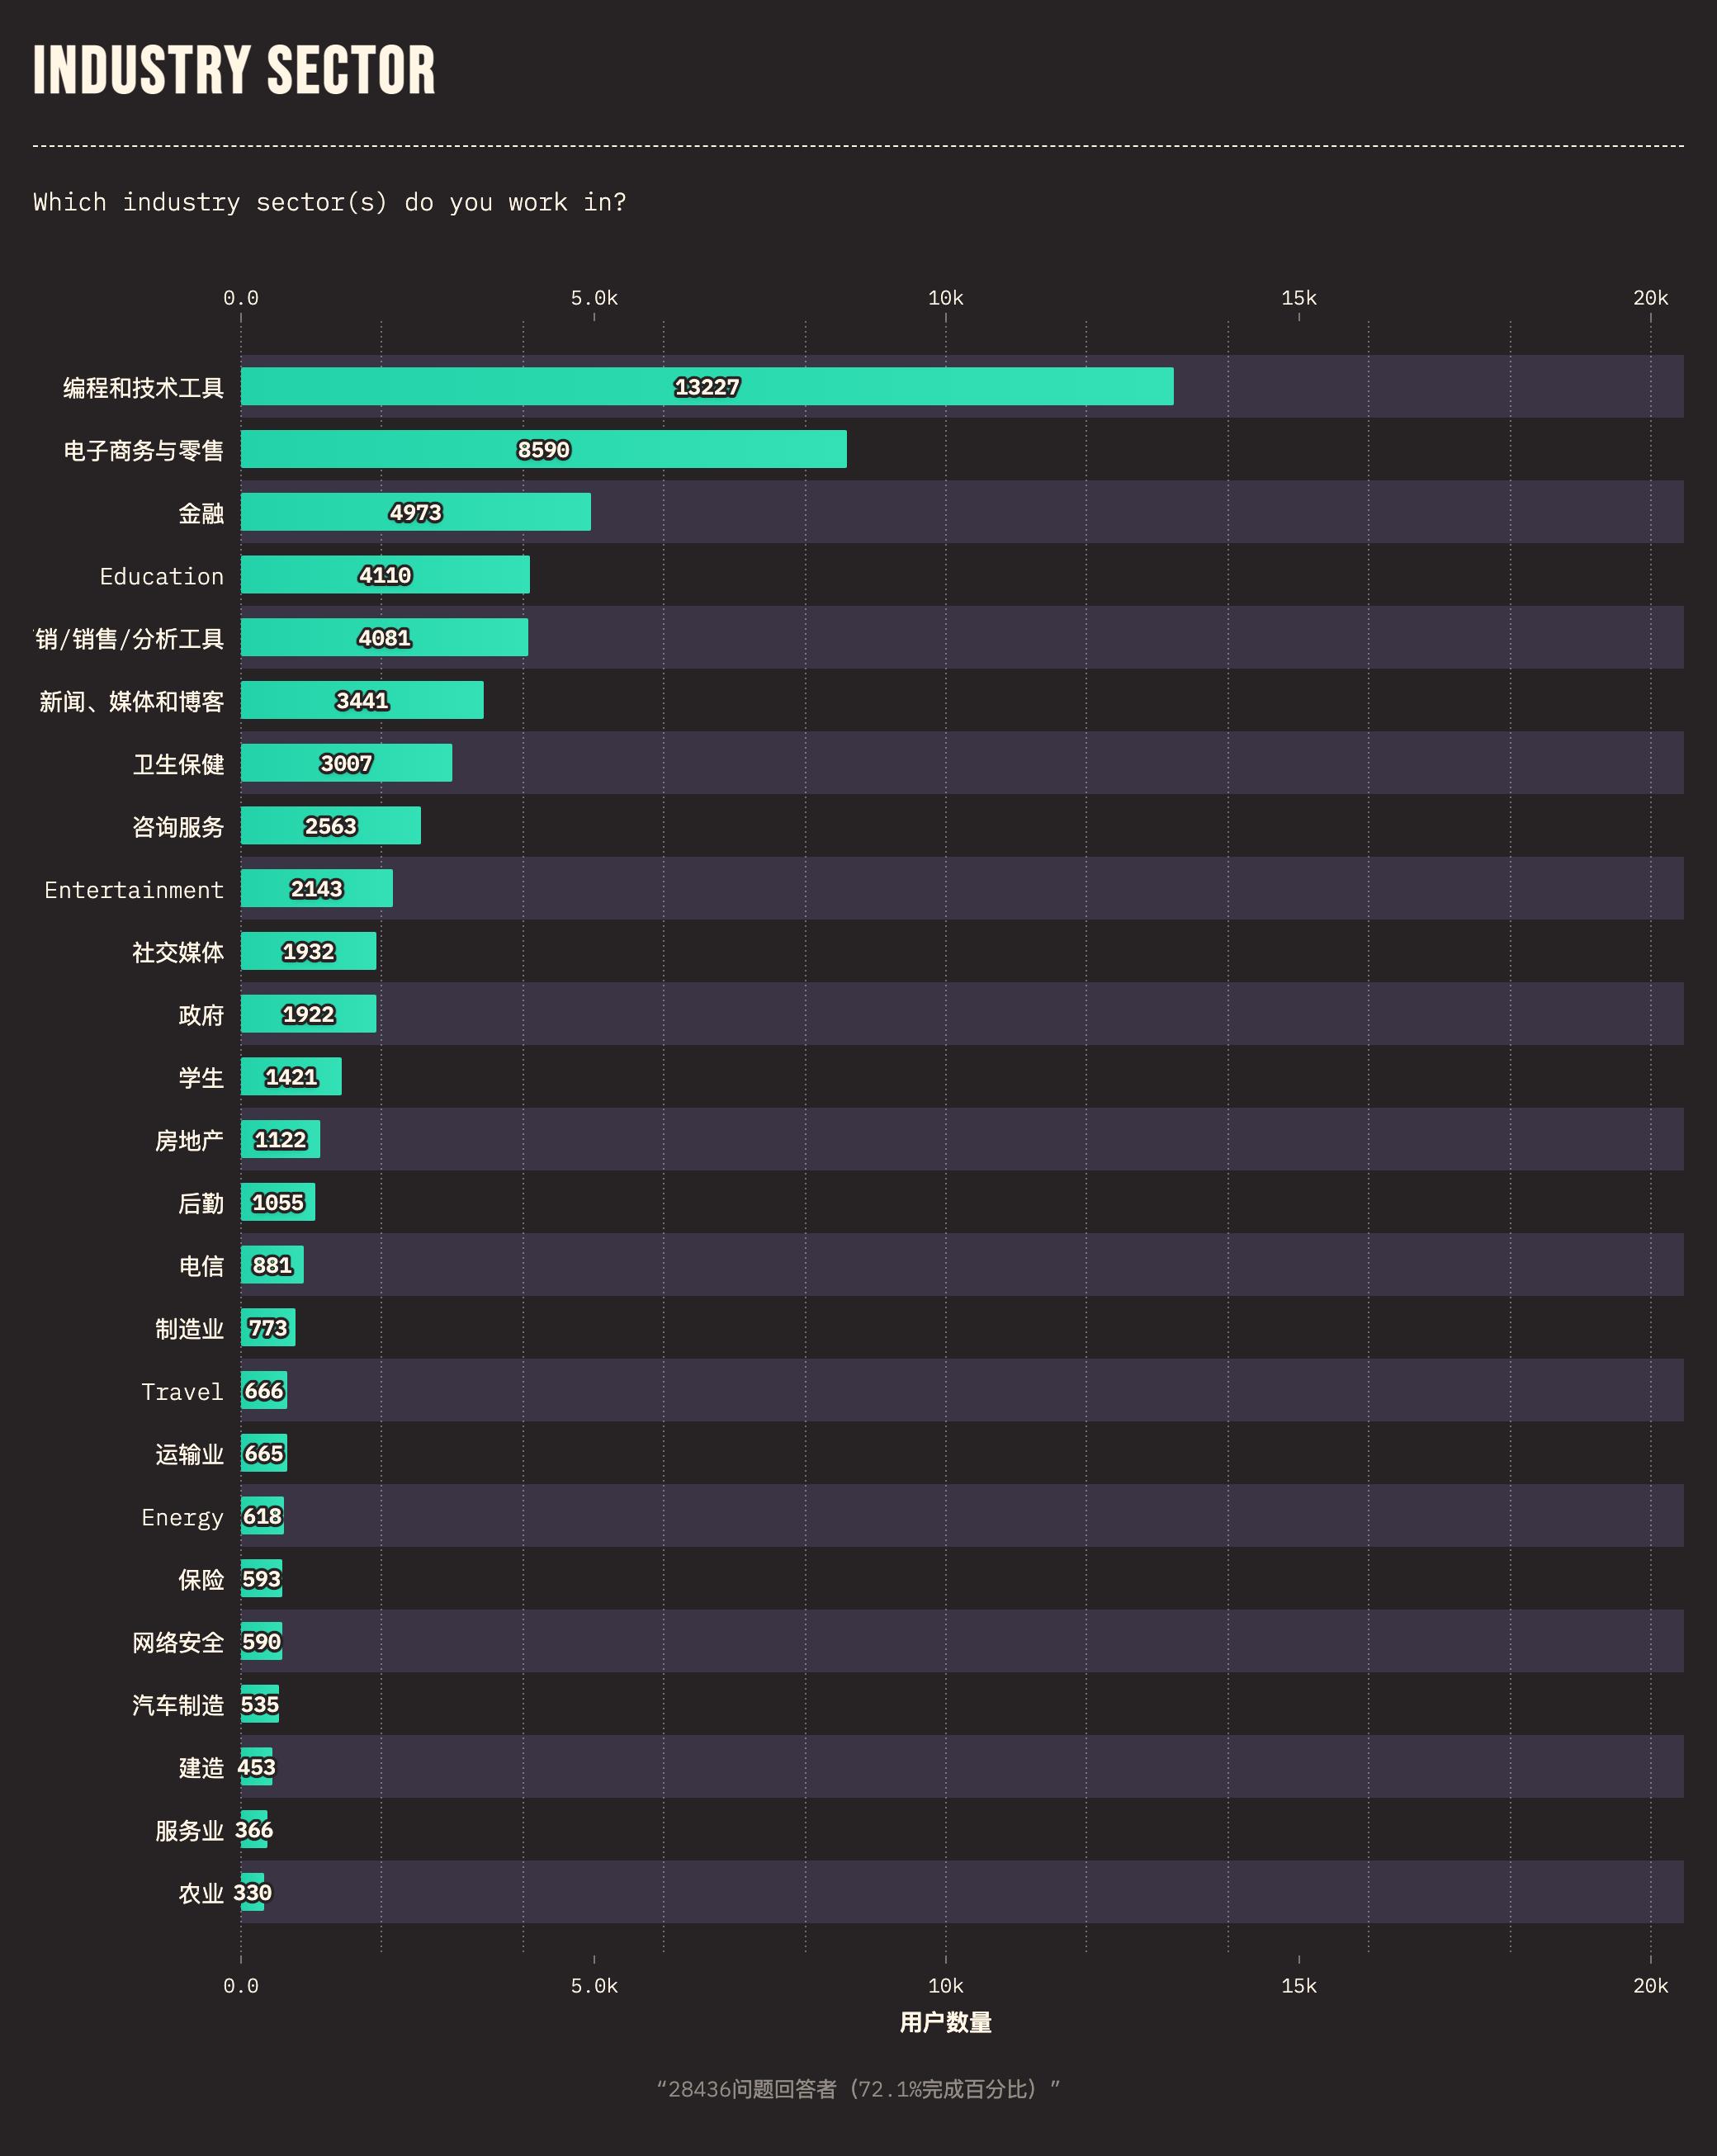 INDUSTRY SECTOR
Which industry sector(s) do you work in?
0.0 5.0k 10k 15k 20k
编程和技术工具 13227
电子商务与零售 8590
金融 4973
Education 4110
销/销售/分析工具 4081
新闻、媒体和博客 3441
卫生保健 3007
咨询服务 2563
Entertainment 2143
社交媒体 1932
政府 1922
学生 1421
房地产 1122
后勤 1055
电信 881
制造业 773
Travel 666
运输业 665
Energy 618
保险 593
网络安全 590
汽车制造 535
建造 453
服务业 366
农业 330
0.0 5.0k 10k 15k 20k
用户数量
“28436问题回答者（72.1%完成百分比）”